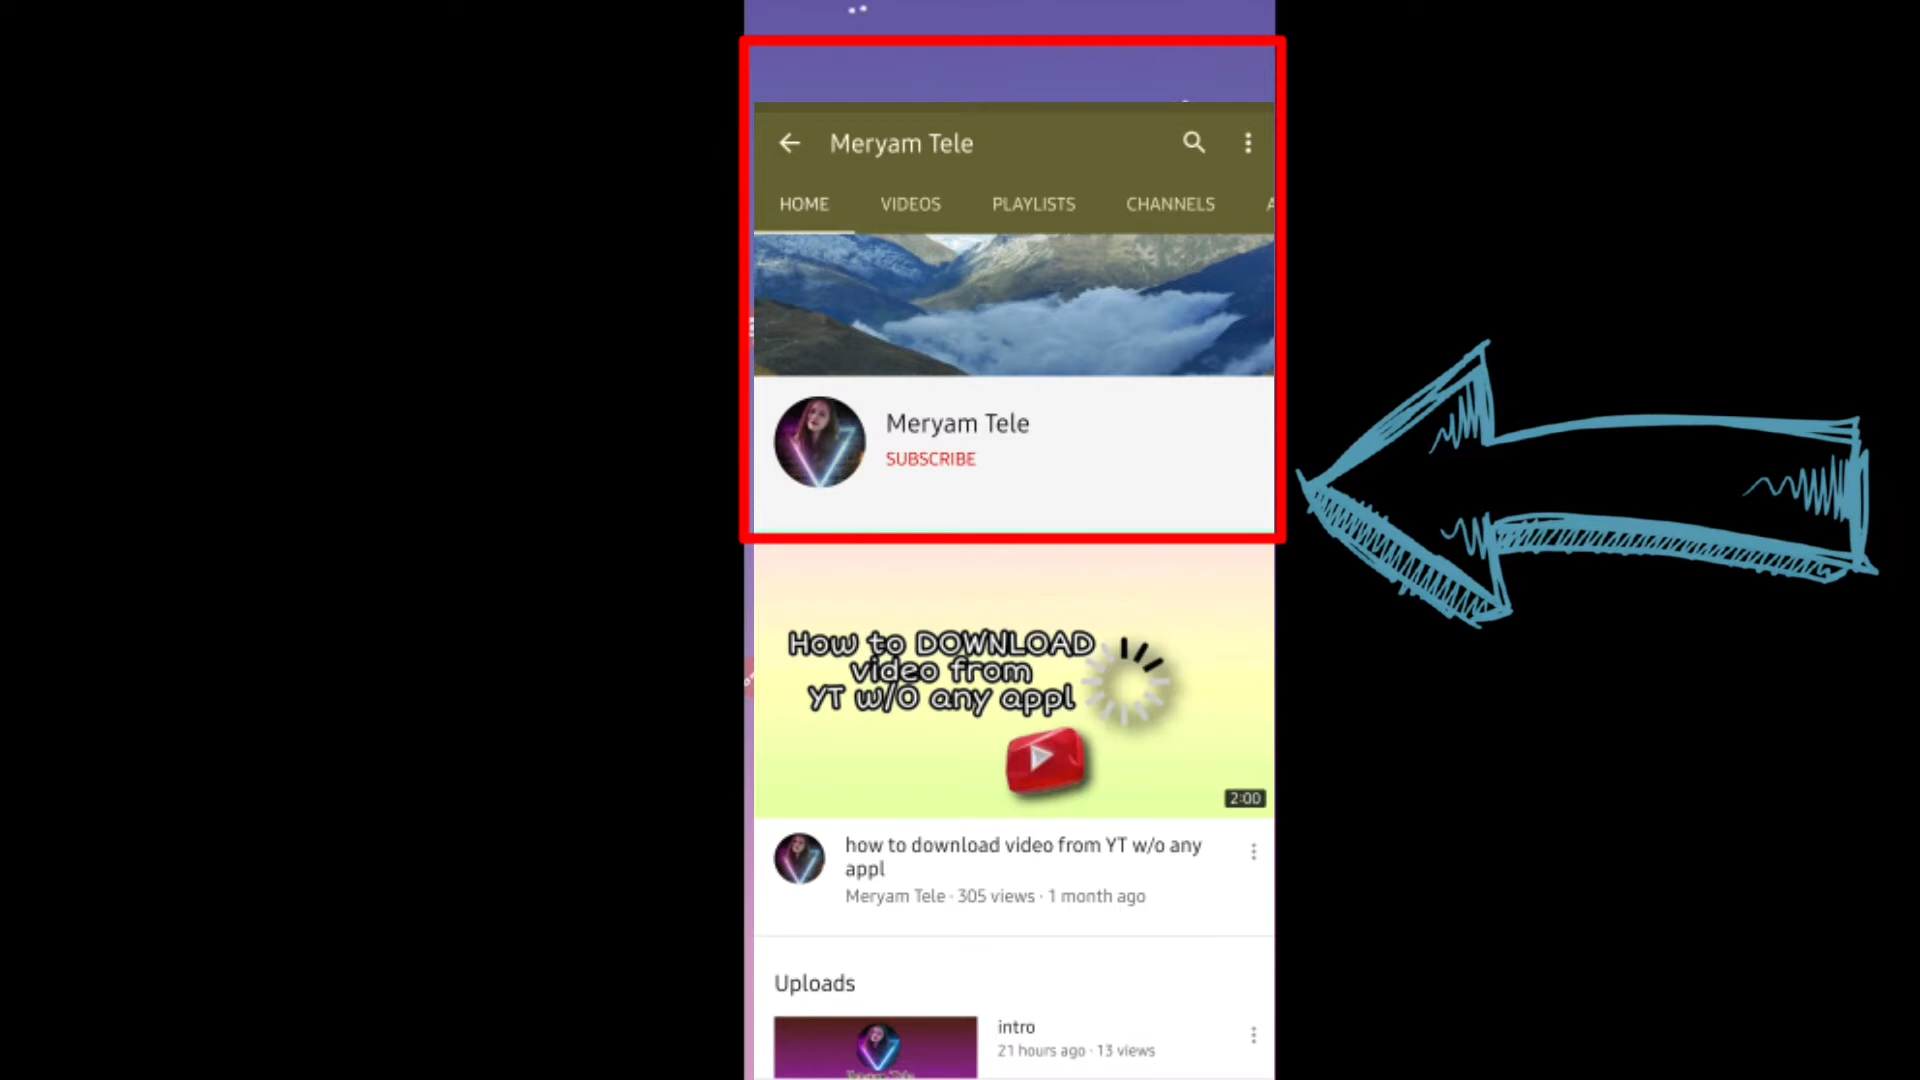 Meryam Tele
HOME VIDEOS PLAYLISTS CHANNELS
Meryam Tele
SUBSCRIBE
How to DOWNLOAD
video from
YT w/O any appl
2:00
how to download video from YT w/o any
appl
Meryam Tele · 305 views · 1 month ago
Uploads
intro
21 hours ago · 13 views